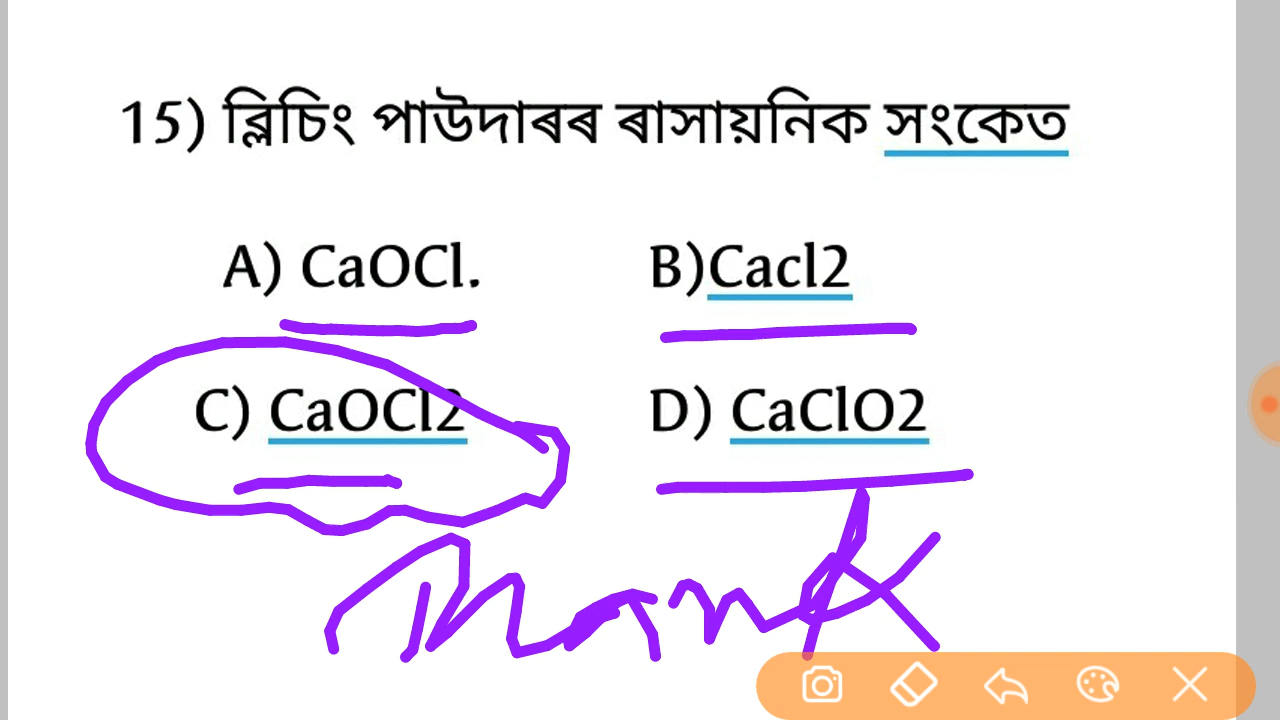 15) ব্লিচিং পাউদাৰৰ ৰাসায়নিক সংকেত
A) CaOCl. B)Cacl2
C) CaOCl2 D) CaClO2
Thank